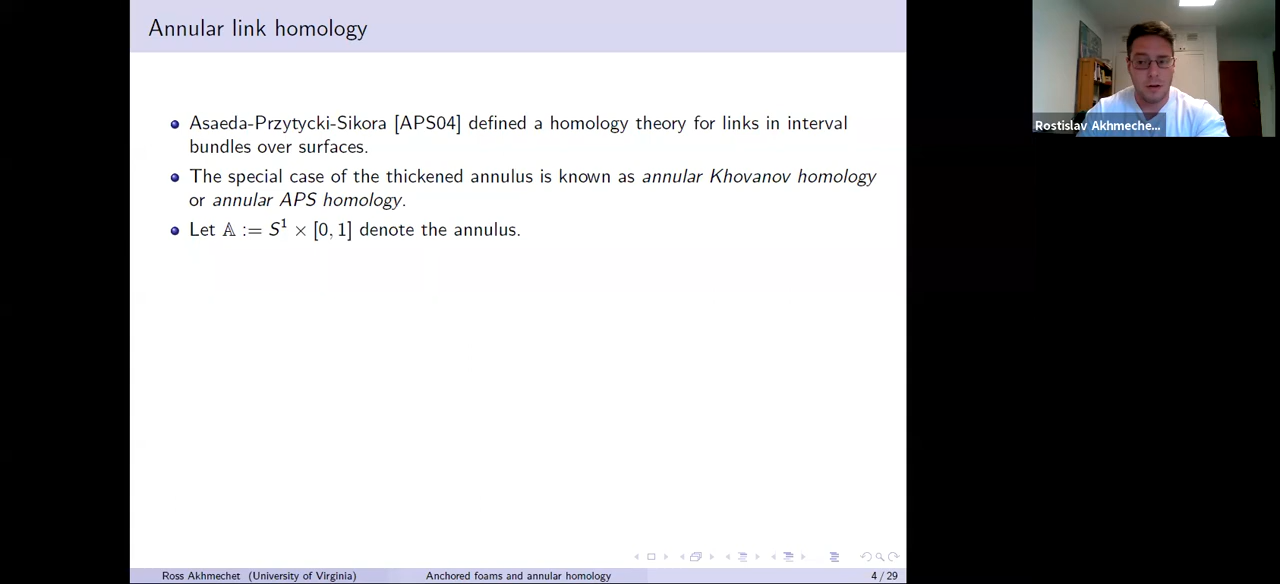 Annular link homology
Asaeda-Przytycki-Sikora [APS04] defined a homology theory for links in interval
bundles over surfaces.
The special case of the thickened annulus is known as annular Khovanov homology
or annular APS homology.
Let 𝔸 := S¹ × [0, 1] denote the annulus.
Rostislav Akhmeche...
Ross Akhmechet (University of Virginia) Anchored foams and annular homology 4 / 29